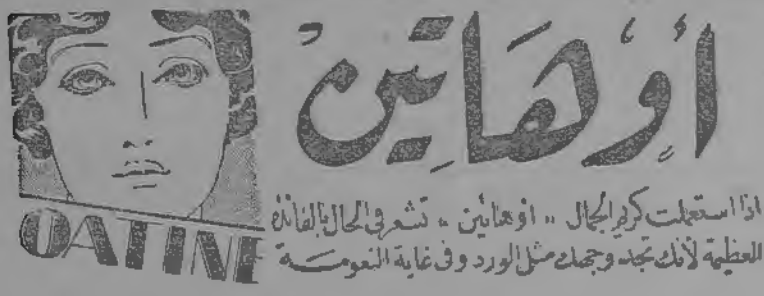 أوهاتين
OATINE
اذا استعملت كريم الجمال „ اوهاتين „ تشعر في الحال بالفائدة
العظيمة لأنك تجد وجهك مثل الورد وفى غاية النعومة